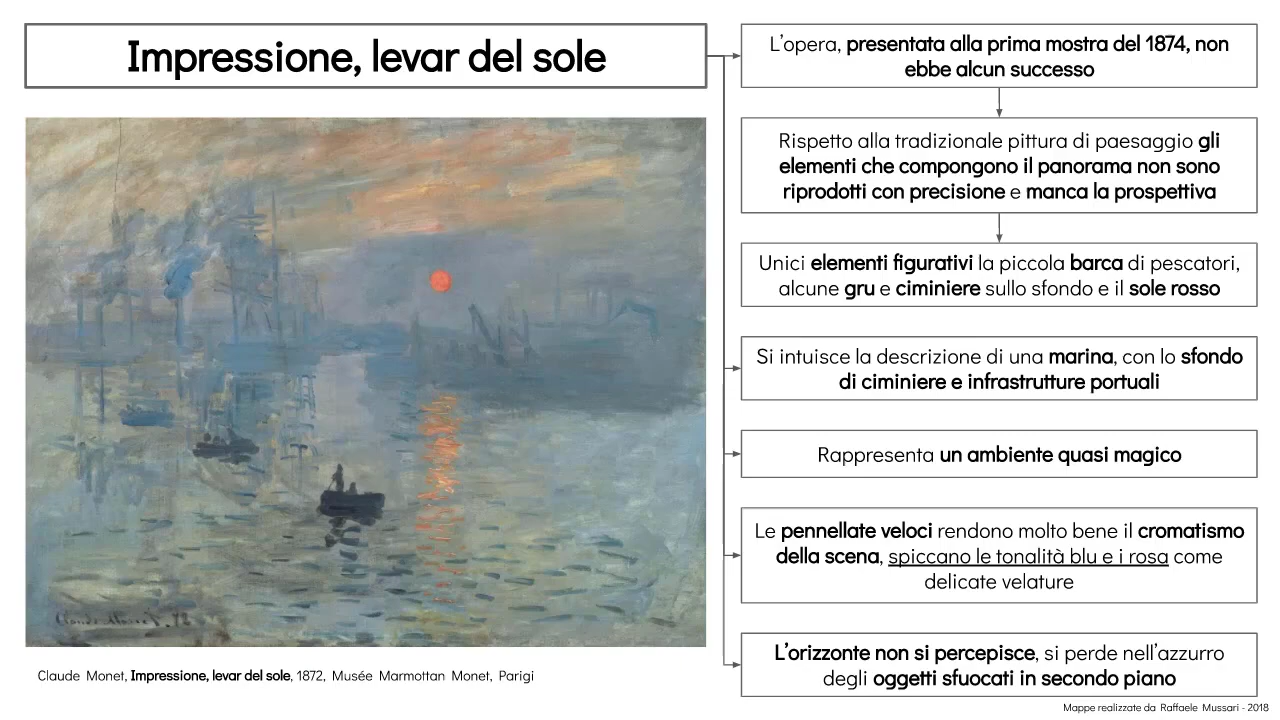 Impressione, levar del sole
L'opera, presentata alla prima mostra del 1874, non
ebbe alcun successo
Rispetto alla tradizionale pittura di paesaggio gli
elementi che compongono il panorama non sono
riprodotti con precisione e manca la prospettiva
Unici elementi figurativi la piccola barca di pescatori,
alcune gru e ciminiere sullo sfondo e il sole rosso
Si intuisce la descrizione di una marina, con lo sfondo
di ciminiere e infrastrutture portuali
Rappresenta un ambiente quasi magico
Le pennellate veloci rendono molto bene il cromatismo
della scena, spiccano le tonalità blu e i rosa come
delicate velature
L'orizzonte non si percepisce, si perde nell'azzurro
degli oggetti sfuocati in secondo piano
Claude Monet. 72
Claude Monet, Impressione, levar del sole, 1872, Musée Marmottan Monet, Parigi
Mappe realizzate da Raffaele Mussari - 2018